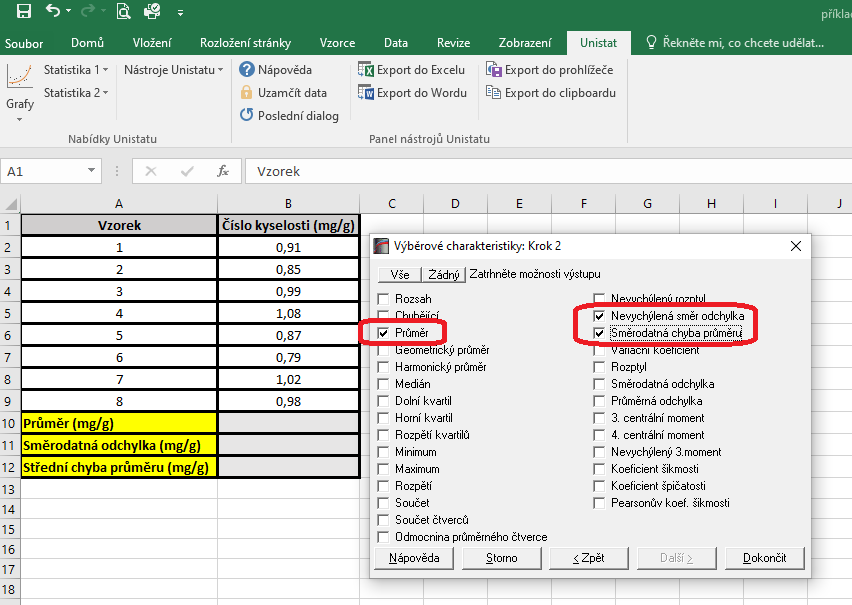 příklad
Soubor Domů Vložení Rozložení stránky Vzorce Data Revize Zobrazení Unistat Řekněte mi, co chcete udělat...
Grafy
Statistika 1
Statistika 2
Nástroje Unistatu
Nabídky Unistatu
Nápověda
Uzamčít data
Poslední dialog
Export do Excelu
Export do Wordu
Export do prohlížeče
Export do clipboardu
Panel nástrojů Unistatu
A1 fx Vzorek
A B C D E F G H I J
1 Vzorek Číslo kyselosti (mg/g)
2 1 0,91
3 2 0,85
4 3 0,99
5 4 1,08
6 5 0,87
7 6 0,79
8 7 1,02
9 8 0,98
10 Průměr (mg/g)
11 Směrodatná odchylka (mg/g)
12 Střední chyba průměru (mg/g)
13
14
15
16
17
18
Výběrové charakteristiky: Krok 2
Vše Žádný Zatrhněte možnosti výstupu
Rozsah
Chybějící
Průměr
Geometrický průměr
Harmonický průměr
Medián
Dolní kvartil
Horní kvartil
Rozpětí kvartilů
Minimum
Maximum
Rozpětí
Součet
Součet čtverců
Odmocnina průměrného čtverce
Nevychýlený rozptyl
Nevychýlená směr odchylka
Směrodatná chyba průměru
Variační koeficient
Rozptyl
Směrodatná odchylka
Průměrná odchylka
3. centrální moment
4. centrální moment
Nevychýlený 3.moment
Koeficient šikmosti
Koeficient špičatosti
Pearsonův koef. šikmosti
Nápověda Storno < Zpět Další > Dokončit